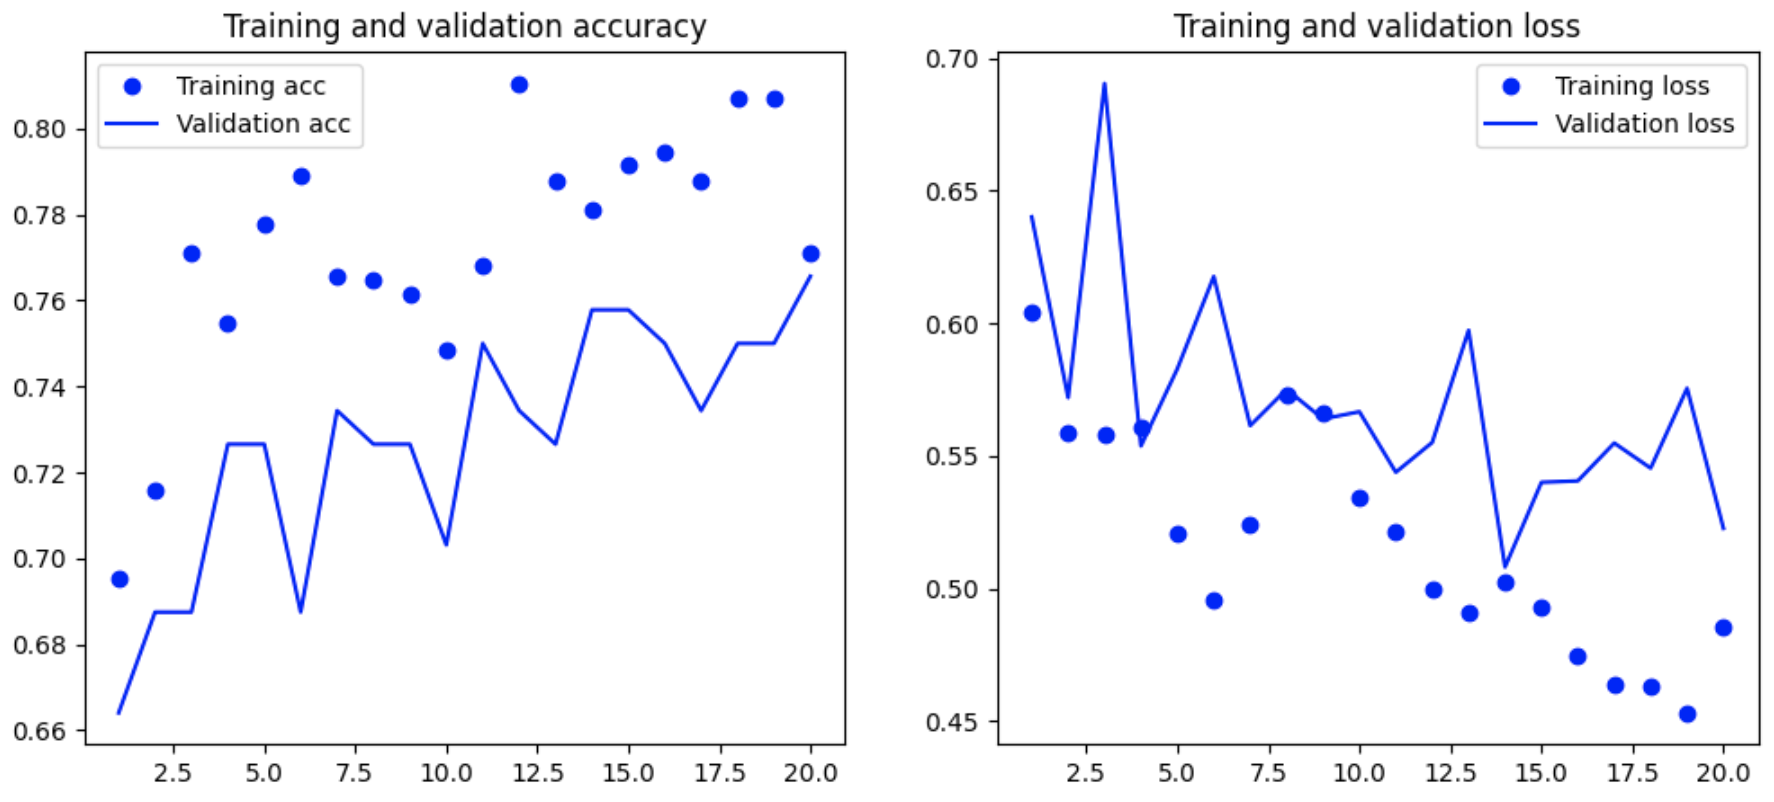 Training and validation accuracy
Training acc
Validation acc
0.80
0.78
0.76
0.74
0.72
0.70
0.68
0.66
2.5 5.0 7.5 10.0 12.5 15.0 17.5 20.0
Training and validation loss
Training loss
Validation loss
0.70
0.65
0.60
0.55
0.50
0.45
2.5 5.0 7.5 10.0 12.5 15.0 17.5 20.0